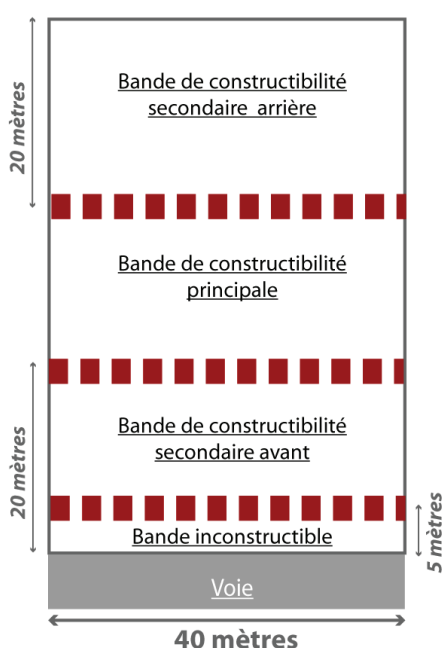 20 mètres
Bande de constructibilité
secondaire arrière
Bande de constructibilité
principale
20 mètres
Bande de constructibilité
secondaire avant
5 mètres
Bande inconstructible
Voie
40 mètres